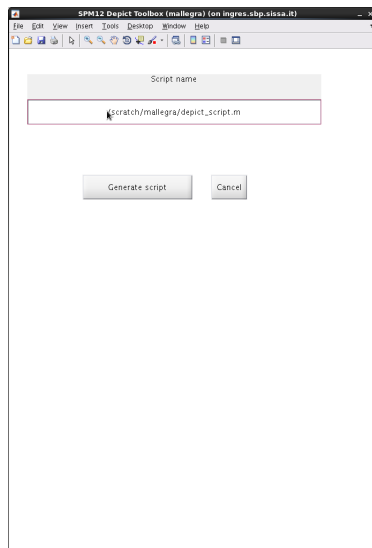 SPM12 Depict Toolbox (mallegra) (on ingres.sbp.sissa.it)
File Edit View Insert Tools Desktop Window Help
Script name
/scratch/mallegra/depict_script.m
Generate script Cancel